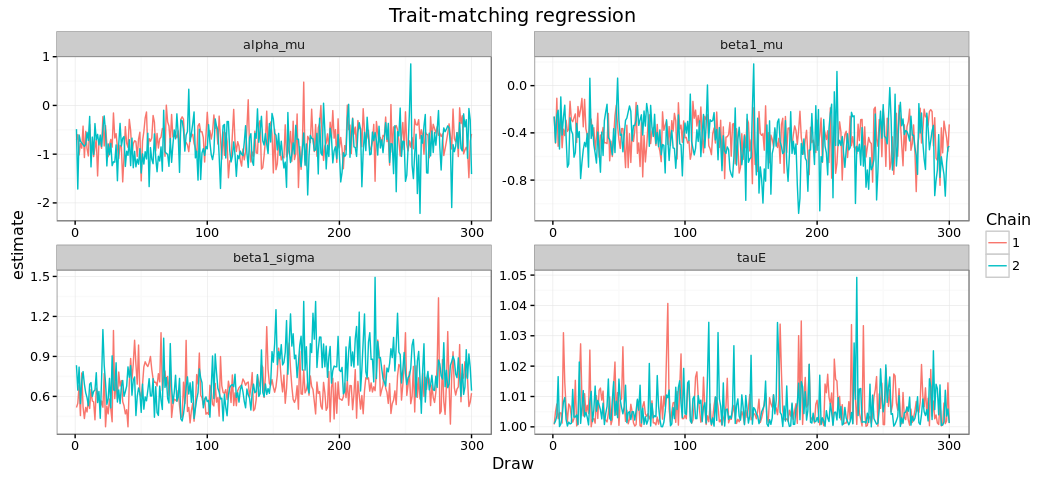 Trait-matching regression
alpha_mu
beta1_mu
1
0
-1
-2
0.0
-0.4
-0.8
0 100 200 300
0 100 200 300
beta1_sigma
tauE
1.5
1.2
0.9
0.6
1.05
1.04
1.03
1.02
1.01
1.00
0 100 200 300
0 100 200 300
estimate
Draw
Chain
1
2